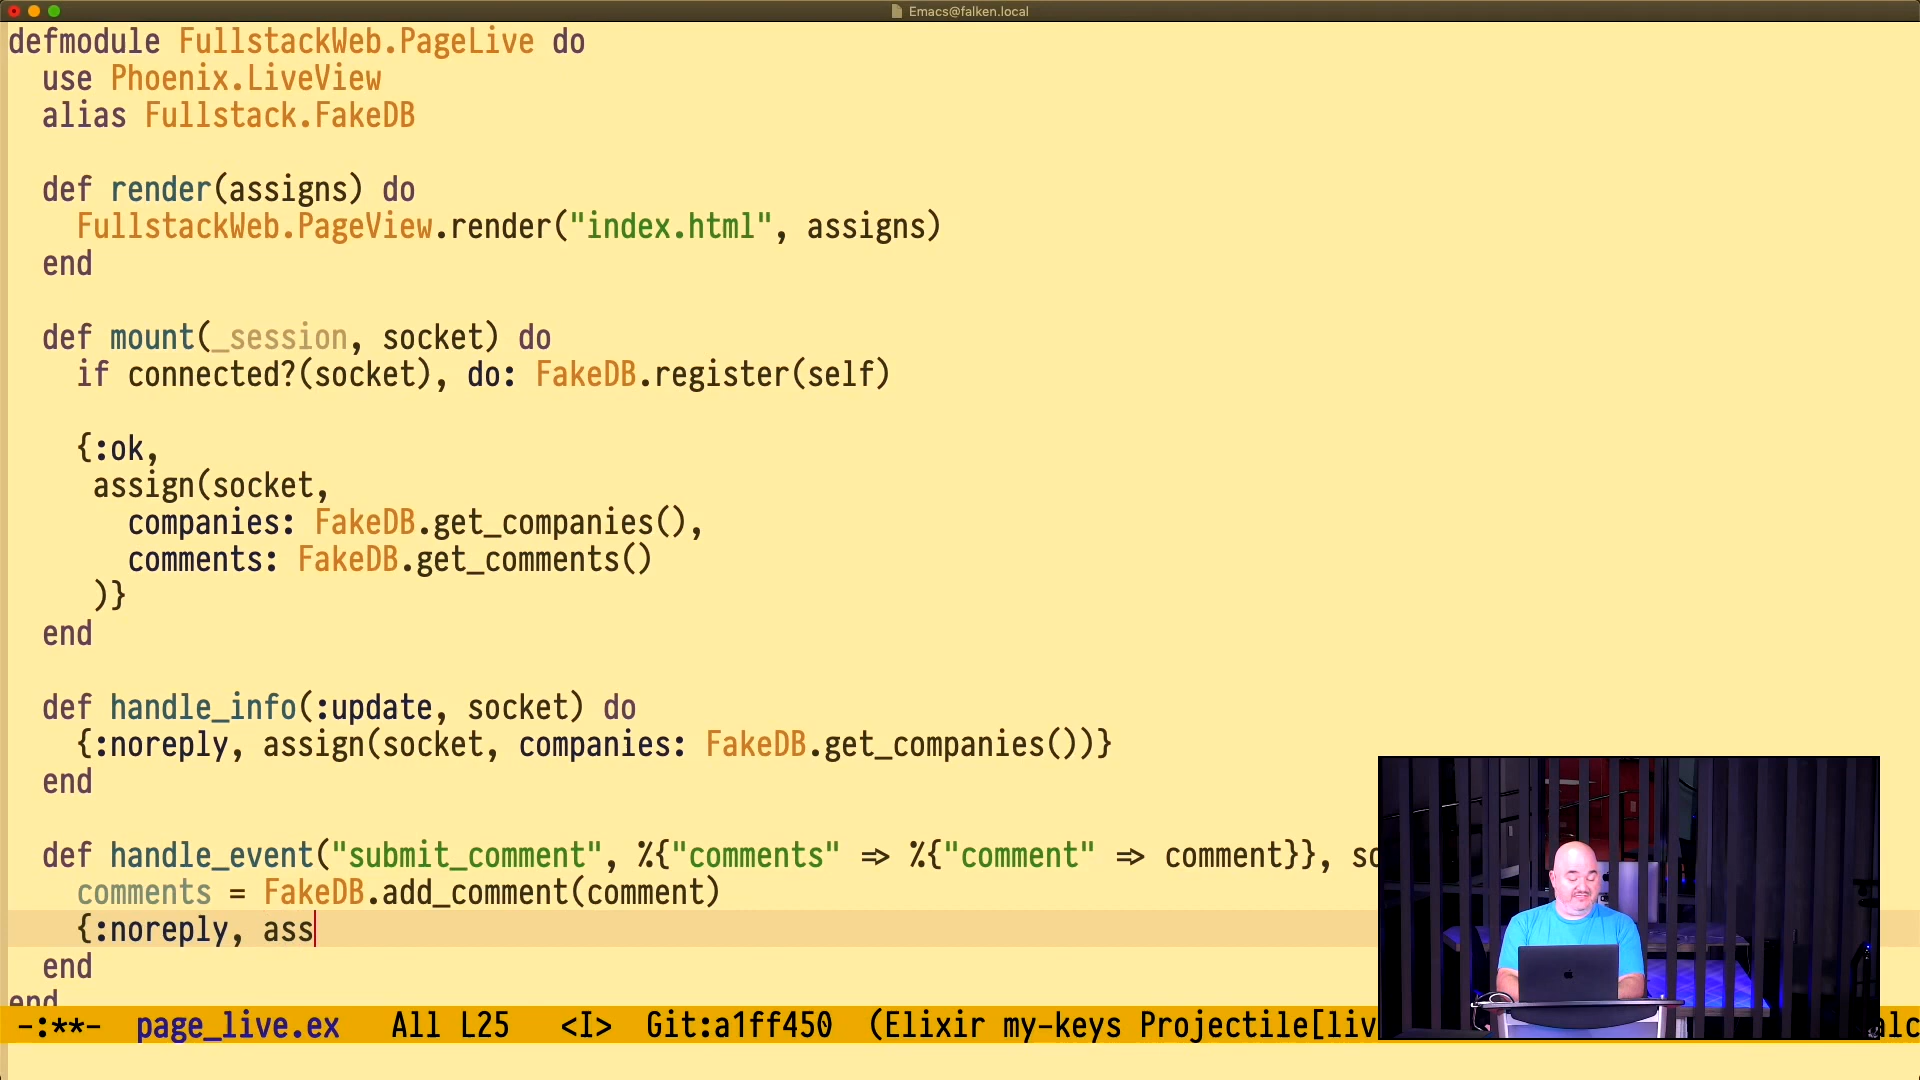 Emacs@falken.local
defmodule FullstackWeb.PageLive do
  use Phoenix.LiveView
  alias Fullstack.FakeDB

  def render(assigns) do
    FullstackWeb.PageView.render("index.html", assigns)
  end

  def mount(_session, socket) do
    if connected?(socket), do: FakeDB.register(self)

    {:ok,
     assign(socket,
       companies: FakeDB.get_companies(),
       comments: FakeDB.get_comments()
     )}
  end

  def handle_info(:update, socket) do
    {:noreply, assign(socket, companies: FakeDB.get_companies())}
  end

  def handle_event("submit_comment", %{"comments" => %{"comment" => comment}},
    comments = FakeDB.add_comment(comment)
    {:noreply, ass
  end
end
-:**-  page_live.ex   All L25   <I>  Git:a1ff450  (Elixir my-keys